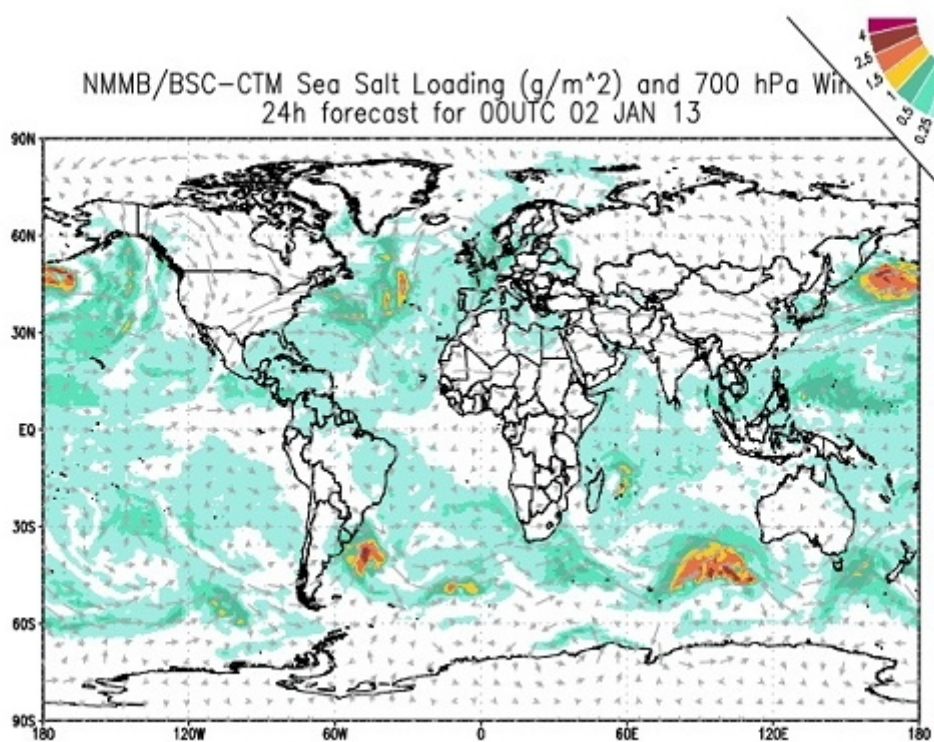 4
2.5
1.5
1
0.5
0.25
NMMB/BSC-CTM Sea Salt Loading (g/m^2) and 700 hPa Win
24h forecast for 00UTC 02 JAN 13
90N
60N
30N
EQ
30S
60S
90S
180 120W 60W 0 60E 120E 180